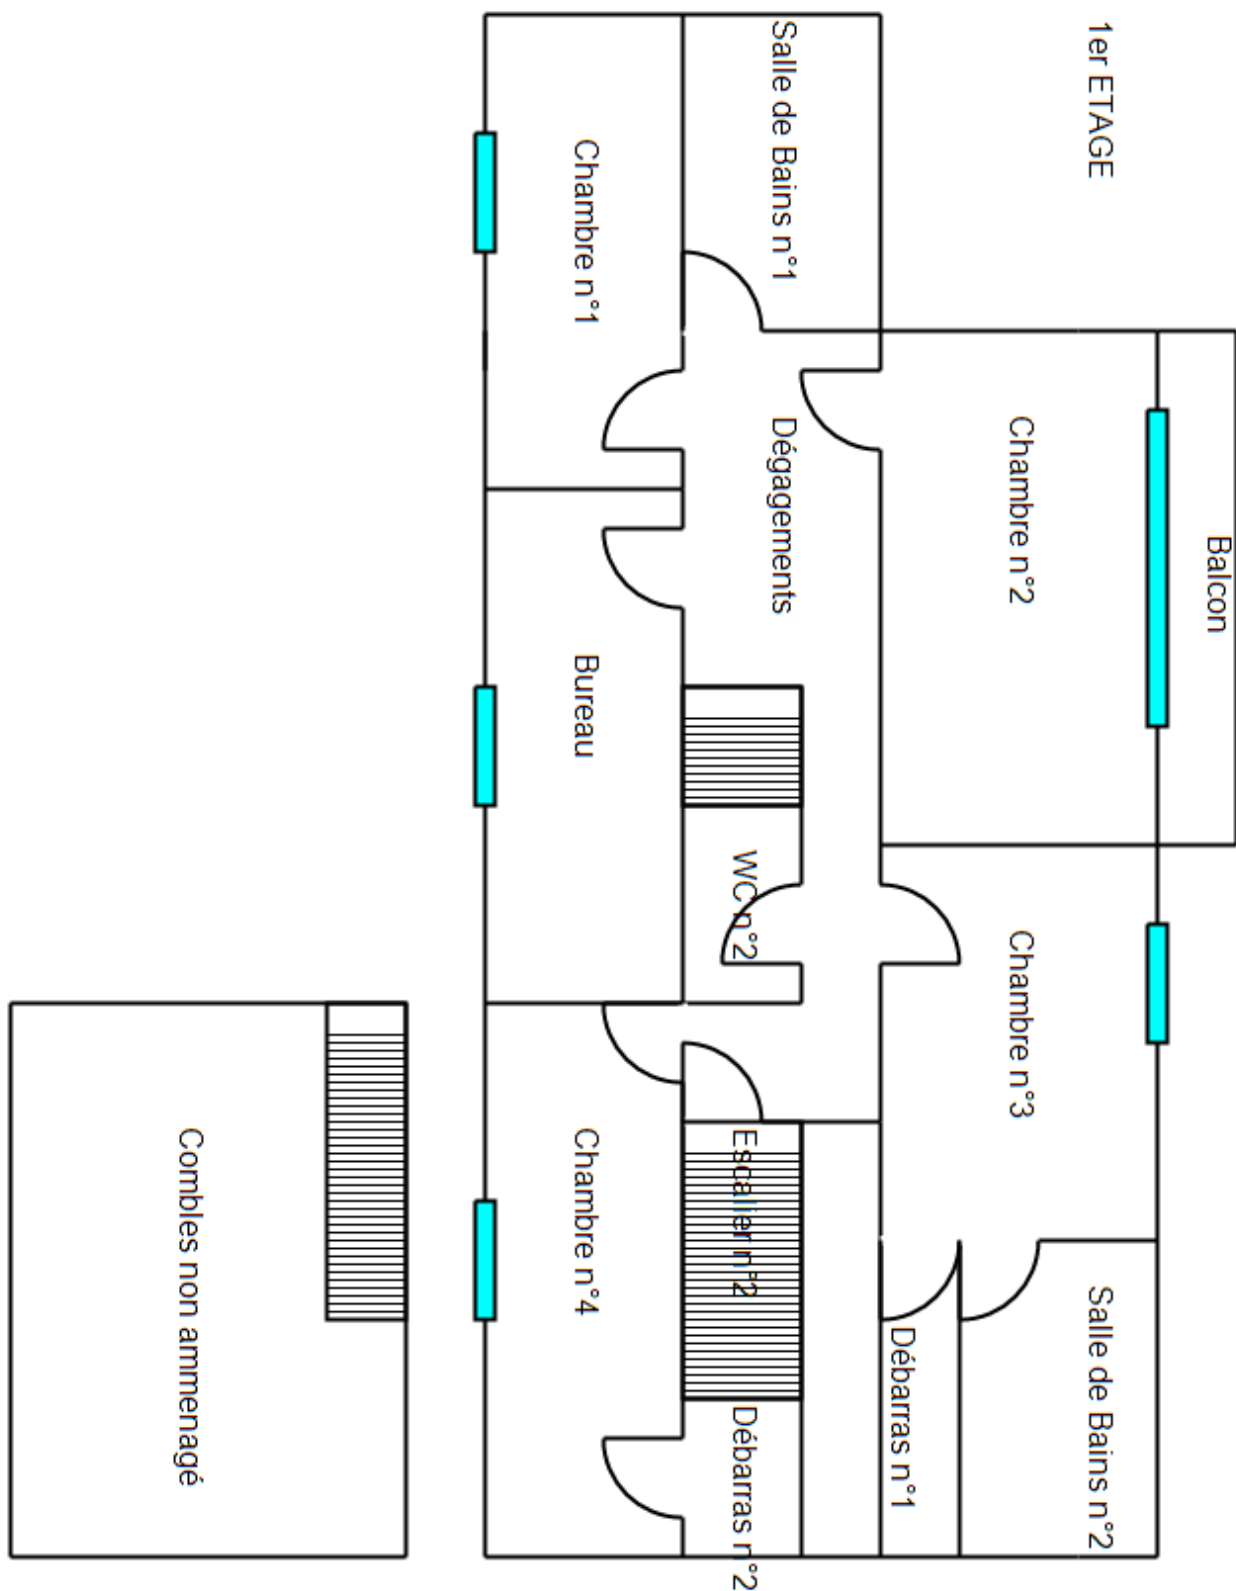 1er ETAGE
Balcon
Salle de Bains n°1
Chambre n°2
Chambre n°3
Salle de Bains n°2
Débarras n°1
Dégagements
WC n°2
Escalier n°2
Débarras n°2
Chambre n°1
Bureau
Chambre n°4
Combles non ammenagé